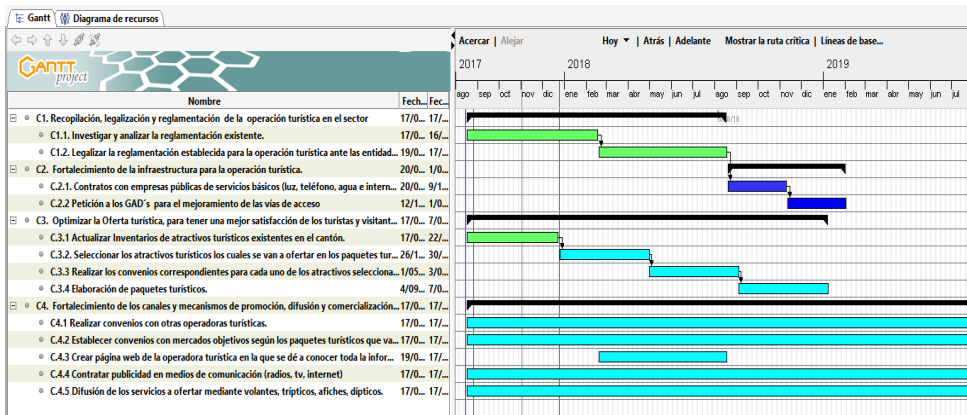 Gantt Diagrama de recursos
Acercar | Alejar Hoy ▼ | Atrás | Adelante Mostrar la ruta crítica | Líneas de base...
GANTT project
2017 2018 2019
ago sep oct nov dic ene feb mar abr may jun jul ago sep oct nov dic ene feb mar abr may jun jul
Nombre Fech... Fec...
C1. Recopilación, legalización y reglamentación de la operación turística en el sector 17/0... 17/...
C1.1. Investigar y analizar la reglamentación existente. 17/0... 16/...
C1.2. Legalizar la reglamentación establecida para la operación turística ante las entidad... 19/0... 17/...
C2. Fortalecimiento de la infraestructura para la operación turística. 20/0... 1/0...
C.2.1. Contratos con empresas públicas de servicios básicos (luz, teléfono, agua e intern... 20/0... 9/1...
C.2.2 Petición a los GAD´s para el mejoramiento de las vías de acceso 12/1... 1/0...
C3. Optimizar la Oferta turística, para tener una mejor satisfacción de los turistas y visitant... 17/0... 7/0...
C.3.1 Actualizar Inventarios de atractivos turísticos existentes en el cantón. 17/0... 22/...
C.3.2. Seleccionar los atractivos turísticos los cuales se van a ofertar en los paquetes tur... 26/1... 30/...
C.3.3 Realizar los convenios correspondientes para cada uno de los atractivos selecciona... 1/05... 3/0...
C.3.4 Elaboración de paquetes turísticos. 4/09... 7/0...
C4. Fortalecimiento de los canales y mecanismos de promoción, difusión y comercialización... 17/0... 17/...
C4.1 Realizar convenios con otras operadoras turísticas. 17/0... 17/...
C.4.2 Establecer convenios con mercados objetivos según los paquetes turísticos que va... 17/0... 17/...
C.4.3 Crear página web de la operadora turística en la que se dé a conocer toda la infor... 19/0... 17/...
C.4.4 Contratar publicidad en medios de comunicación (radios, tv, internet) 17/0... 17/...
C.4.5 Difusión de los servicios a ofertar mediante volantes, trípticos, afiches, dípticos. 17/0... 17/...